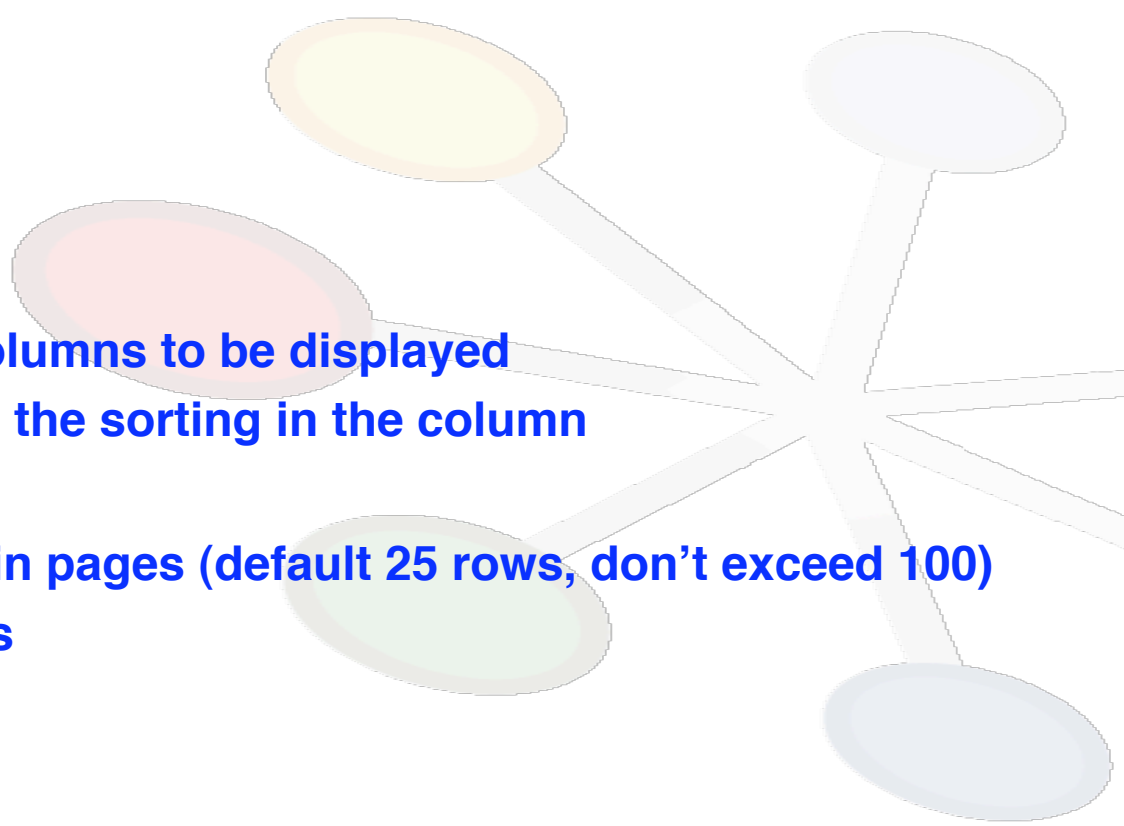 olumns to be displayed
the sorting in the column
in pages (default 25 rows, don’t exceed 100)
s